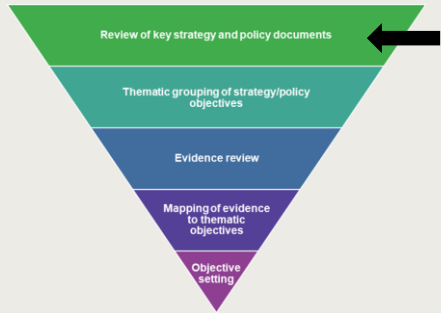 Review of key strategy and policy documents
Thematic grouping of strategy/policy
objectives
Evidence review
Mapping of evidence
to thematic
objectives
Objective
setting